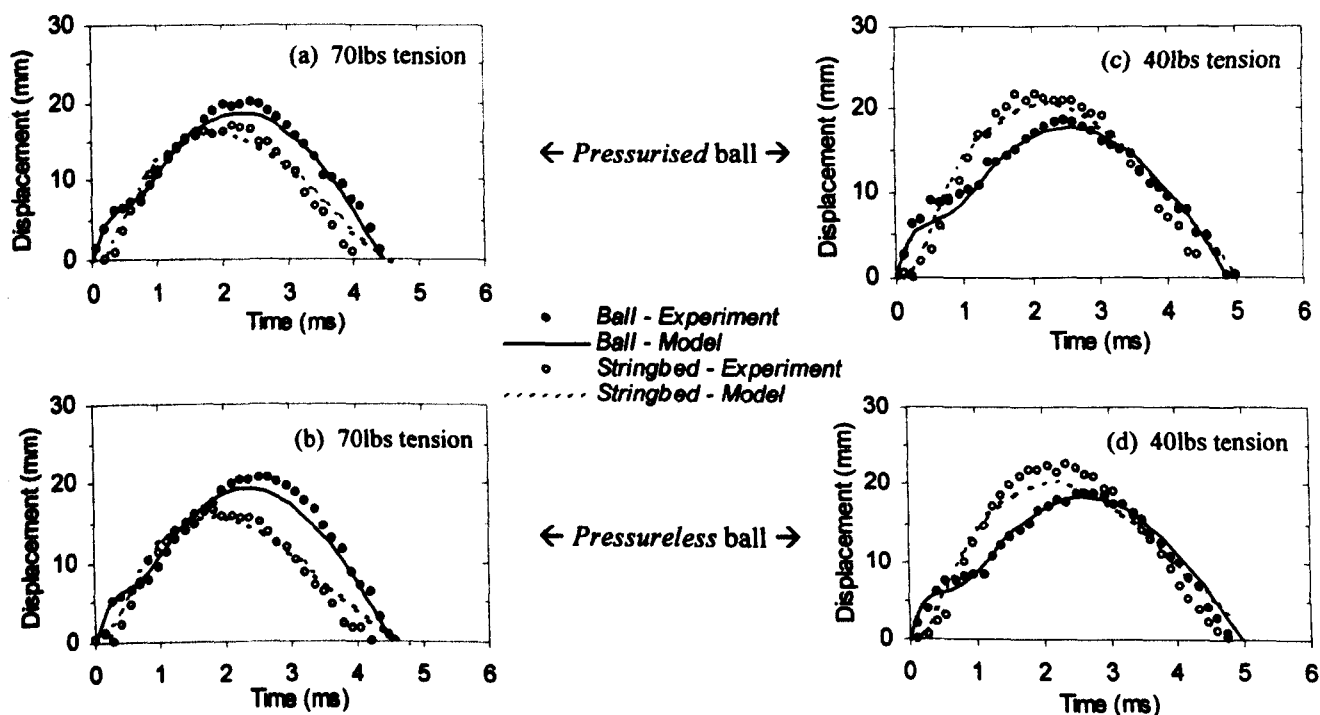 30
20
10
0
Displacement (mm)
(a) 70lbs tension
0 1 2 3 4 5 6
Time (ms)
30
20
10
0
Displacement (mm)
(c) 40lbs tension
0 1 2 3 4 5 6
Time (ms)
← Pressurised ball →
Ball - Experiment
Ball - Model
Stringbed - Experiment
Stringbed - Model
30
20
10
0
Displacement (mm)
(b) 70lbs tension
0 1 2 3 4 5 6
Time (ms)
← Pressureless ball →
30
20
10
0
Displacement (mm)
(d) 40lbs tension
0 1 2 3 4 5 6
Time (ms)